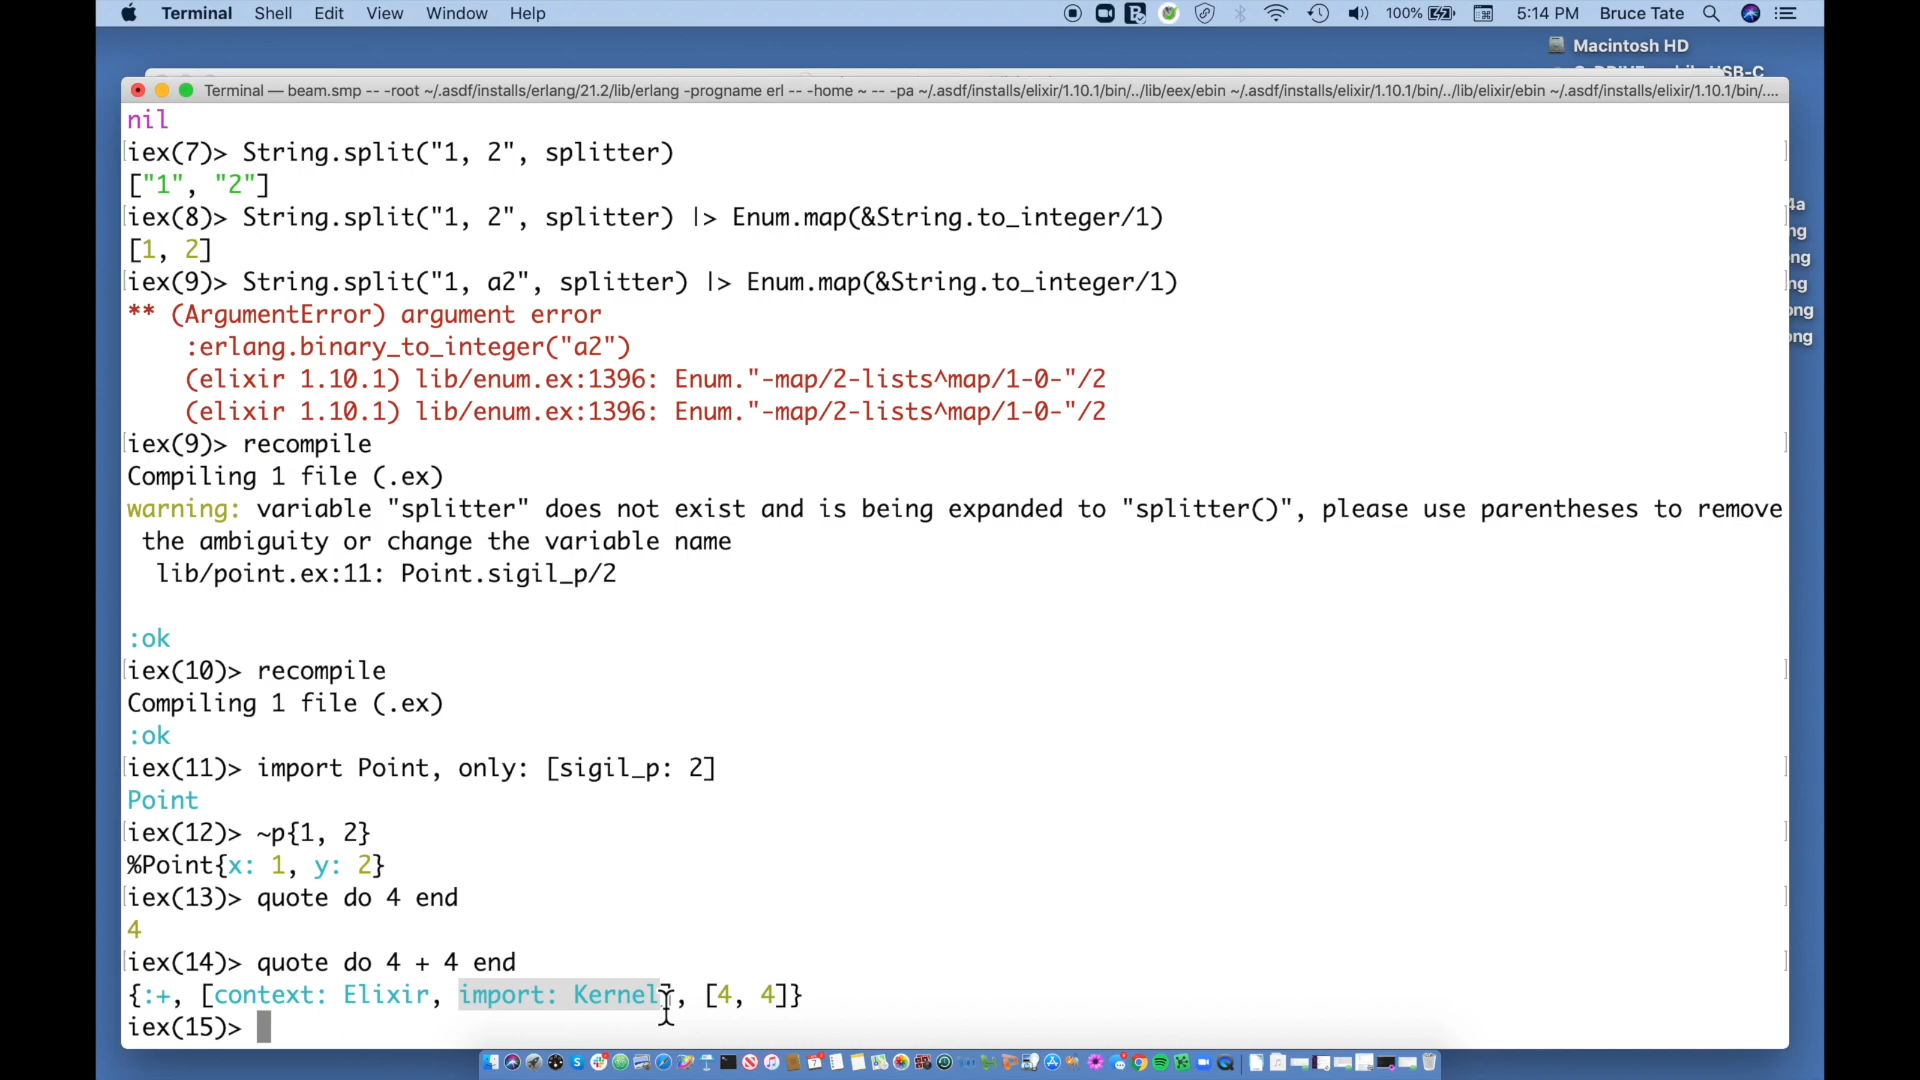 Terminal Shell Edit View Window Help 100% 5:14 PM Bruce Tate
Macintosh HD
USB-C
Terminal — beam.smp -- -root ~/.asdf/installs/erlang/21.2/lib/erlang -progname erl -- -home ~ -- -pa ~/.asdf/installs/elixir/1.10.1/bin/../lib/eex/ebin ~/.asdf/installs/elixir/1.10.1/bin/../lib/elixir/ebin ~/.asdf/installs/elixir/1.10.1/bin/....
nil
iex(7)> String.split("1, 2", splitter)
["1", "2"]
iex(8)> String.split("1, 2", splitter) |> Enum.map(&String.to_integer/1)
[1, 2]
iex(9)> String.split("1, a2", splitter) |> Enum.map(&String.to_integer/1)
** (ArgumentError) argument error
:erlang.binary_to_integer("a2")
(elixir 1.10.1) lib/enum.ex:1396: Enum."-map/2-lists^map/1-0-"/2
(elixir 1.10.1) lib/enum.ex:1396: Enum."-map/2-lists^map/1-0-"/2
iex(9)> recompile
Compiling 1 file (.ex)
warning: variable "splitter" does not exist and is being expanded to "splitter()", please use parentheses to remove
the ambiguity or change the variable name
lib/point.ex:11: Point.sigil_p/2
:ok
iex(10)> recompile
Compiling 1 file (.ex)
:ok
iex(11)> import Point, only: [sigil_p: 2]
Point
iex(12)> ~p{1, 2}
%Point{x: 1, y: 2}
iex(13)> quote do 4 end
4
iex(14)> quote do 4 + 4 end
{:+, [context: Elixir, import: Kernel], [4, 4]}
iex(15)>